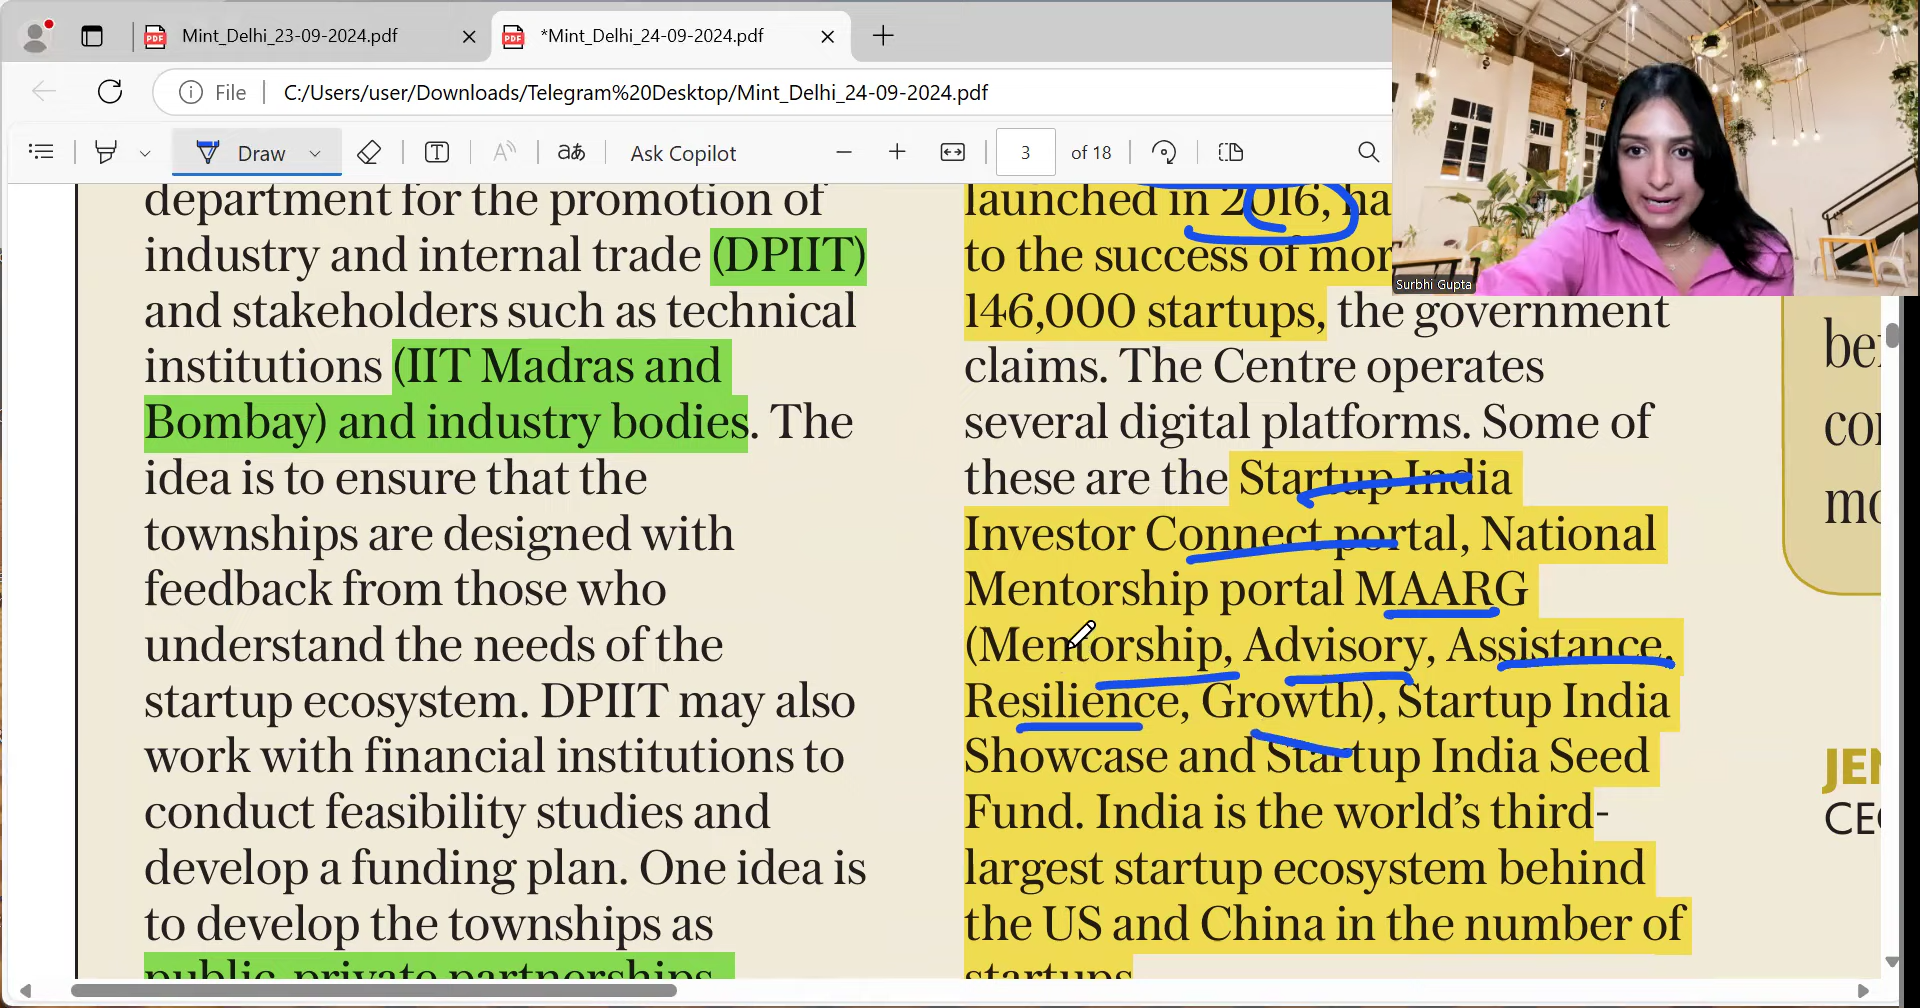 Mint_Delhi_23-09-2024.pdf
*Mint_Delhi_24-09-2024.pdf
File
C:/Users/user/Downloads/Telegram%20Desktop/Mint_Delhi_24-09-2024.pdf
Draw
Ask Copilot
3
of 18
Surbhi Gupta
department for the promotion of
industry and internal trade (DPIIT)
and stakeholders such as technical
institutions (IIT Madras and
Bombay) and industry bodies. The
idea is to ensure that the
townships are designed with
feedback from those who
understand the needs of the
startup ecosystem. DPIIT may also
work with financial institutions to
conduct feasibility studies and
develop a funding plan. One idea is
to develop the townships as
public-private partnerships
launched in 2016, ha
to the success of mor
146,000 startups, the government
claims. The Centre operates
several digital platforms. Some of
these are the Startup India
Investor Connect portal, National
Mentorship portal MAARG
(Mentorship, Advisory, Assistance,
Resilience, Growth), Startup India
Showcase and Startup India Seed
Fund. India is the world’s third-
largest startup ecosystem behind
the US and China in the number of
startups
JEN
CE